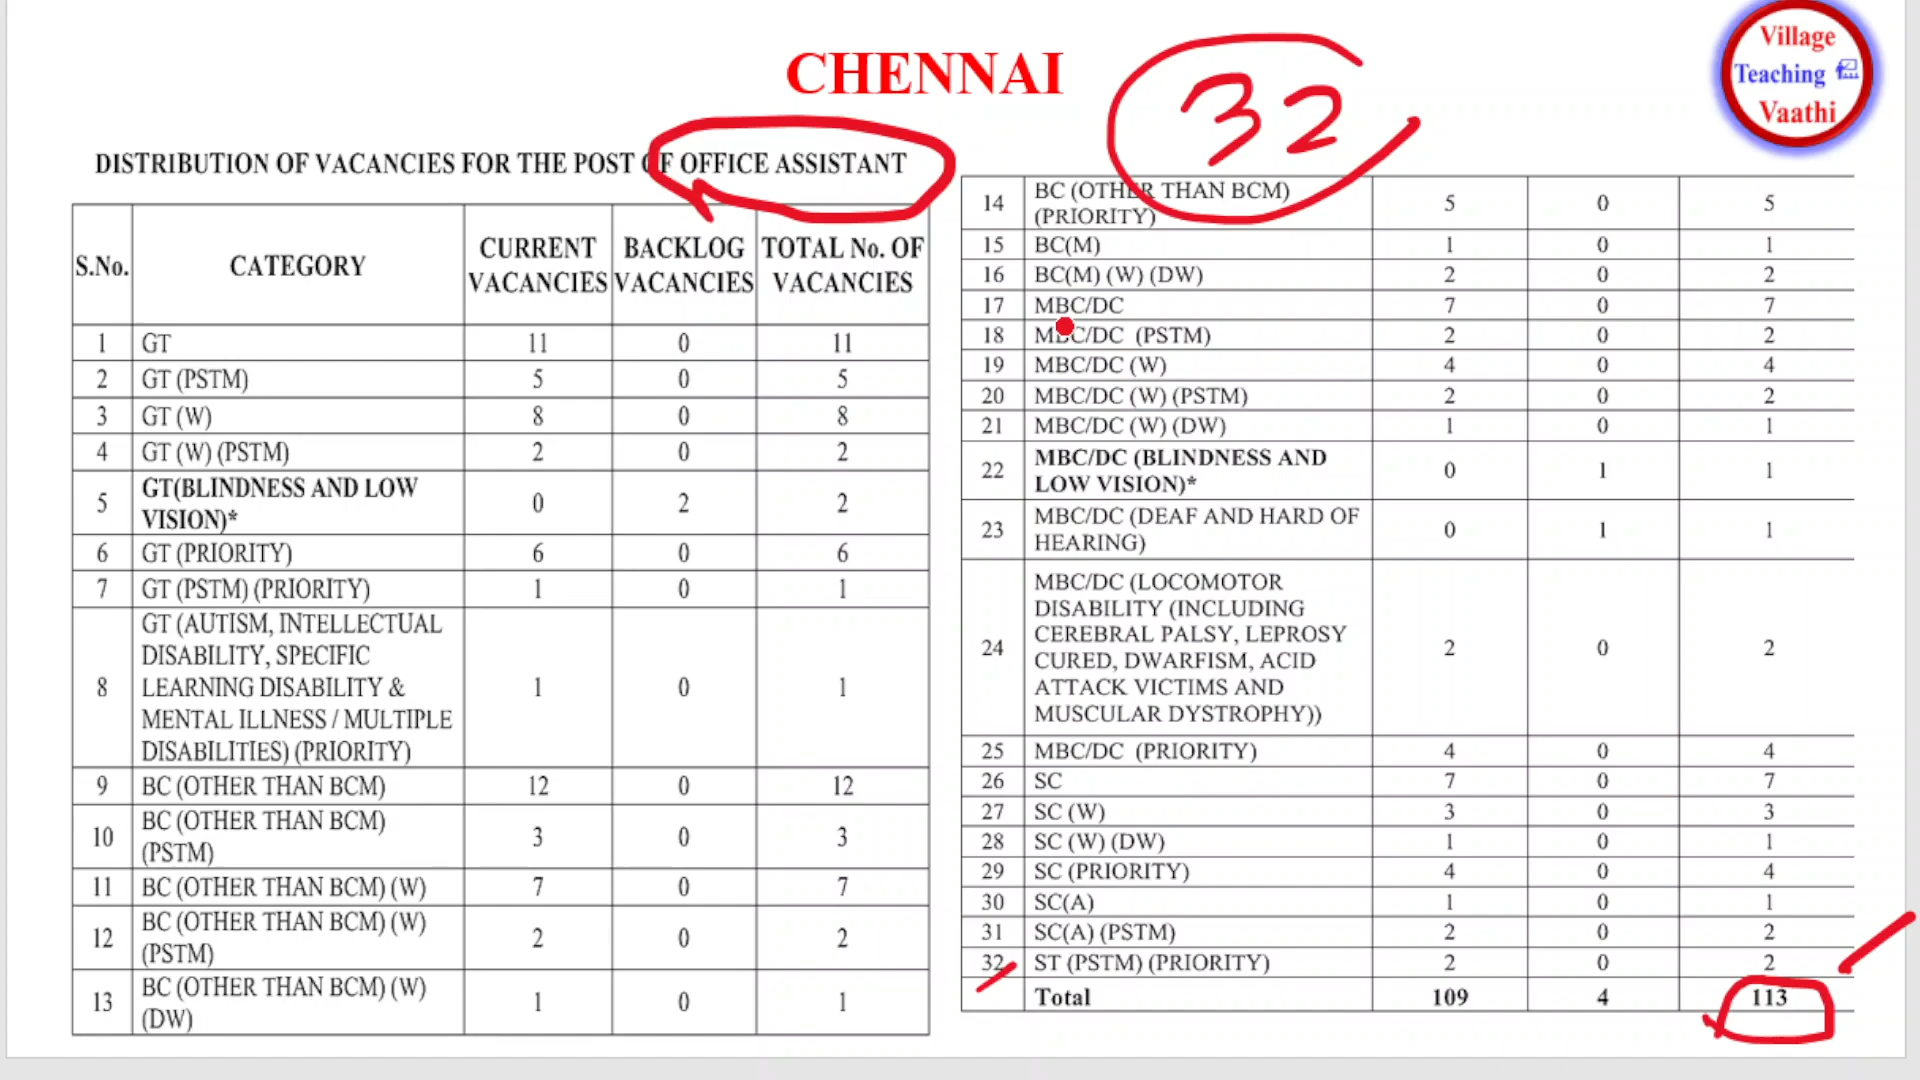 CHENNAI
32
Village
Teaching
Vaathi
DISTRIBUTION OF VACANCIES FOR THE POST OF OFFICE ASSISTANT
S.No. CATEGORY CURRENT VACANCIES BACKLOG VACANCIES TOTAL No. OF VACANCIES
1 GT 11 0 11
2 GT (PSTM) 5 0 5
3 GT (W) 8 0 8
4 GT (W) (PSTM) 2 0 2
5 GT(BLINDNESS AND LOW VISION)* 0 2 2
6 GT (PRIORITY) 6 0 6
7 GT (PSTM) (PRIORITY) 1 0 1
8 GT (AUTISM, INTELLECTUAL DISABILITY, SPECIFIC LEARNING DISABILITY & MENTAL ILLNESS / MULTIPLE DISABILITIES) (PRIORITY) 1 0 1
9 BC (OTHER THAN BCM) 12 0 12
10 BC (OTHER THAN BCM) (PSTM) 3 0 3
11 BC (OTHER THAN BCM) (W) 7 0 7
12 BC (OTHER THAN BCM) (W) (PSTM) 2 0 2
13 BC (OTHER THAN BCM) (W) (DW) 1 0 1
14 BC (OTHER THAN BCM) (PRIORITY) 5 0 5
15 BC(M) 1 0 1
16 BC(M) (W) (DW) 2 0 2
17 MBC/DC 7 0 7
18 MBC/DC (PSTM) 2 0 2
19 MBC/DC (W) 4 0 4
20 MBC/DC (W) (PSTM) 2 0 2
21 MBC/DC (W) (DW) 1 0 1
22 MBC/DC (BLINDNESS AND LOW VISION)* 0 1 1
23 MBC/DC (DEAF AND HARD OF HEARING) 0 1 1
24 MBC/DC (LOCOMOTOR DISABILITY (INCLUDING CEREBRAL PALSY, LEPROSY CURED, DWARFISM, ACID ATTACK VICTIMS AND MUSCULAR DYSTROPHY)) 2 0 2
25 MBC/DC (PRIORITY) 4 0 4
26 SC 7 0 7
27 SC (W) 3 0 3
28 SC (W) (DW) 1 0 1
29 SC (PRIORITY) 4 0 4
30 SC(A) 1 0 1
31 SC(A) (PSTM) 2 0 2
32 ST (PSTM) (PRIORITY) 2 0 2
Total 109 4 113